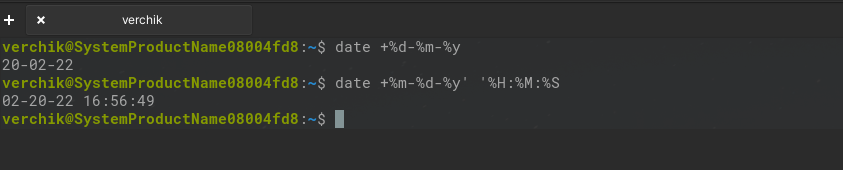 + × verchik
verchik@SystemProductName08004fd8:~$ date +%d-%m-%y
20-02-22
verchik@SystemProductName08004fd8:~$ date +%m-%d-%y' '%H:%M:%S
02-20-22 16:56:49
verchik@SystemProductName08004fd8:~$